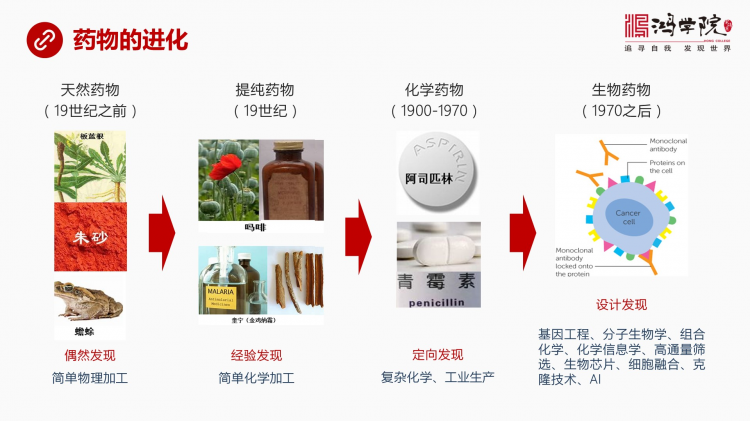 药物的进化
鸿学院
追寻自我 发现世界
天然药物
（19世纪之前）
板蓝根
朱砂
蟾蜍
偶然发现
简单物理加工
提纯药物
（19世纪）
吗啡
MALARIA
奎宁（金鸡纳霜）
经验发现
简单化学加工
化学药物
（1900-1970）
ASPIRIN
阿司匹林
青霉素
penicillin
定向发现
复杂化学、工业生产
生物药物
（1970之后）
Monoclonal
antibody
Proteins on
the cell
Cancer
cell
Monoclonal
antibody
locked onto
the protein
设计发现
基因工程、分子生物学、组合
化学、化学信息学、高通量筛
选、生物芯片、细胞融合、克
隆技术、AI